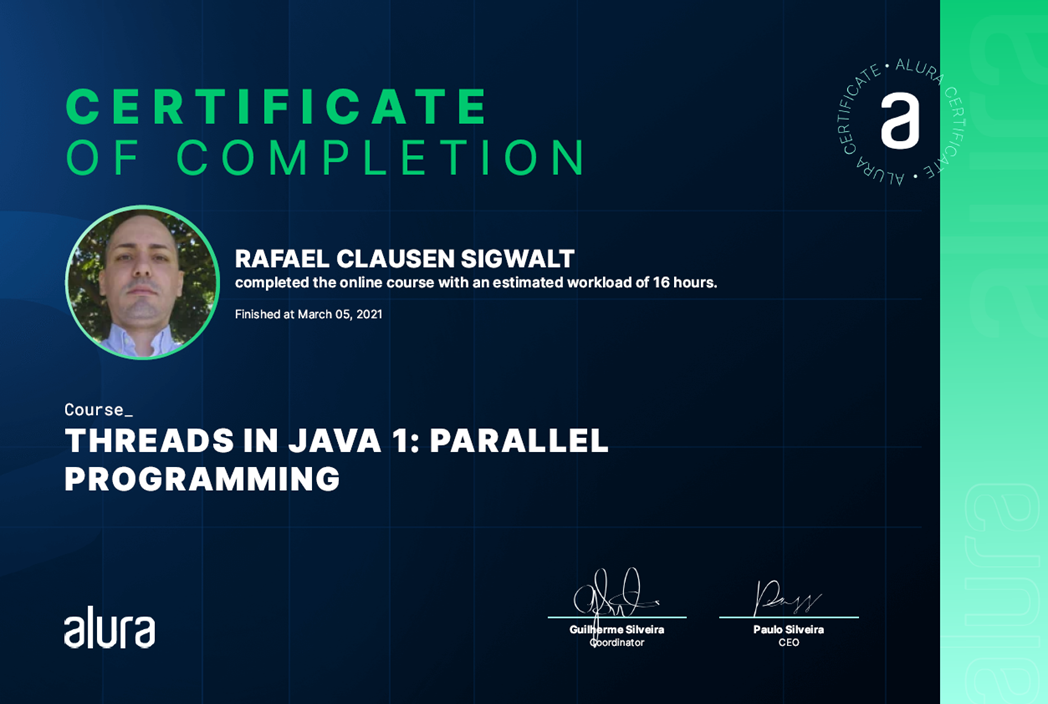 CERTIFICATE
OF COMPLETION
ALURA CERTIFICATE • ALURA CERTIFICATE •
a
RAFAEL CLAUSEN SIGWALT
completed the online course with an estimated workload of 16 hours.
Finished at March 05, 2021
Course_
THREADS IN JAVA 1: PARALLEL
PROGRAMMING
alura
Guilherme Silveira
Coordinator
Paulo Silveira
CEO
alura
alura